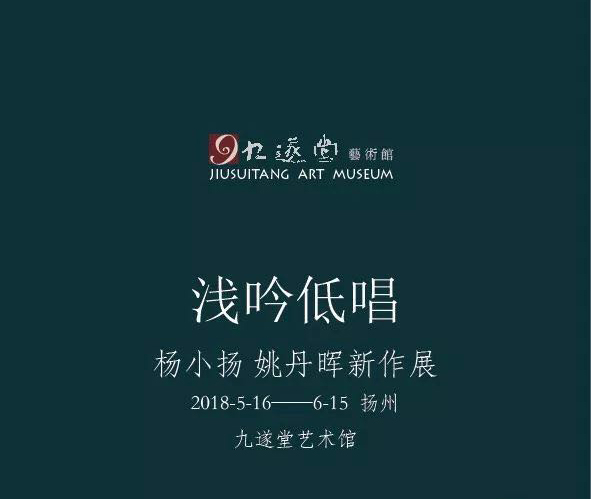 九遂堂 藝術館
JIUSUITANG ART MUSEUM
浅吟低唱
杨小扬 姚丹晖新作展
2018-5-16——6-15 扬州
九遂堂艺术馆